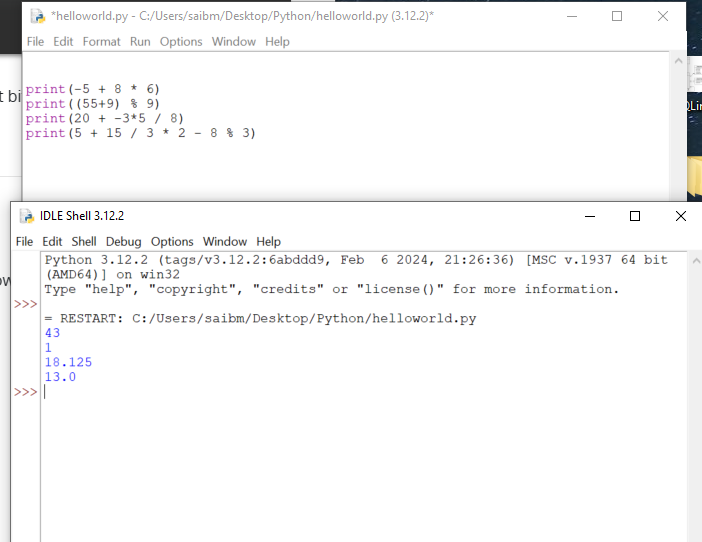 *helloworld.py - C:/Users/saibm/Desktop/Python/helloworld.py (3.12.2)*
File Edit Format Run Options Window Help
print(-5 + 8 * 6)
print((55+9) % 9)
print(20 + -3*5 / 8)
print(5 + 15 / 3 * 2 - 8 % 3)
IDLE Shell 3.12.2
File Edit Shell Debug Options Window Help
Python 3.12.2 (tags/v3.12.2:6abddd9, Feb  6 2024, 21:26:36) [MSC v.1937 64 bit
(AMD64)] on win32
Type "help", "copyright", "credits" or "license()" for more information.
>>>
= RESTART: C:/Users/saibm/Desktop/Python/helloworld.py
43
1
18.125
13.0
>>>